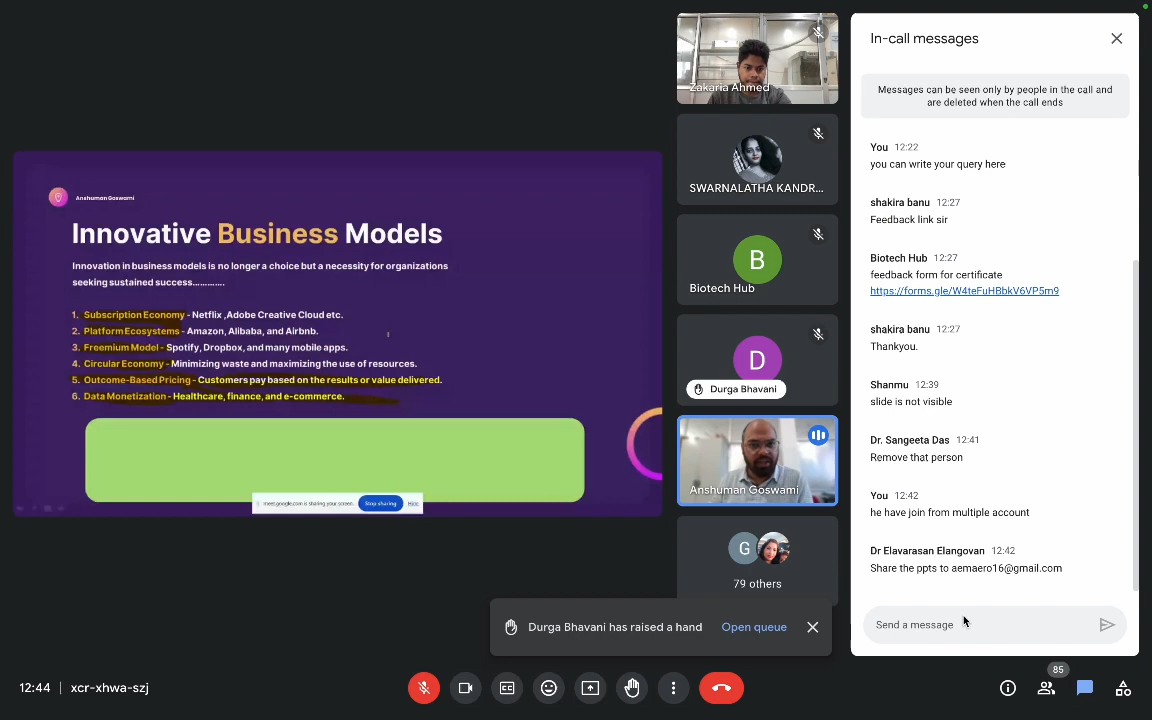 Anshuman Goswami
Innovative Business Models
Innovation in business models is no longer a choice but a necessity for organizations
seeking sustained success.............
1. Subscription Economy - Netflix ,Adobe Creative Cloud etc.
2. Platform Ecosystems - Amazon, Alibaba, and Airbnb.
3. Freemium Model - Spotify, Dropbox, and many mobile apps.
4. Circular Economy - Minimizing waste and maximizing the use of resources.
5. Outcome-Based Pricing - Customers pay based on the results or value delivered.
6. Data Monetization - Healthcare, finance, and e-commerce.
meet.google.com is sharing your screen.
Stop sharing
Hide
Zakaria Ahmed
SWARNALATHA KANDR...
B
Biotech Hub
D
Durga Bhavani
Anshuman Goswami
G
79 others
Durga Bhavani has raised a hand
Open queue
In-call messages
Messages can be seen only by people in the call and
are deleted when the call ends
You 12:22
you can write your query here
shakira banu 12:27
Feedback link sir
Biotech Hub 12:27
feedback form for certificate
https://forms.gle/W4teFuHBbkV6VP5m9
shakira banu 12:27
Thankyou.
Shanmu 12:39
slide is not visible
Dr. Sangeeta Das 12:41
Remove that person
You 12:42
he have join from multiple account
Dr Elavarasan Elangovan 12:42
Share the ppts to aemaero16@gmail.com
Send a message
12:44 | xcr-xhwa-szj
85